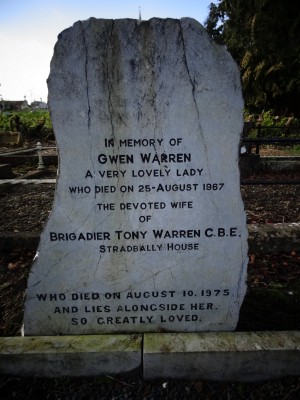 IN MEMORY OF
GWEN WARREN
A VERY LOVELY LADY
WHO DIED ON 25-AUGUST 1967
THE DEVOTED WIFE
OF
BRIGADIER TONY WARREN C.B.E.
STRADBALLY HOUSE
WHO DIED ON AUGUST 10. 1975
AND LIES ALONGSIDE HER.
SO GREATLY LOVED.